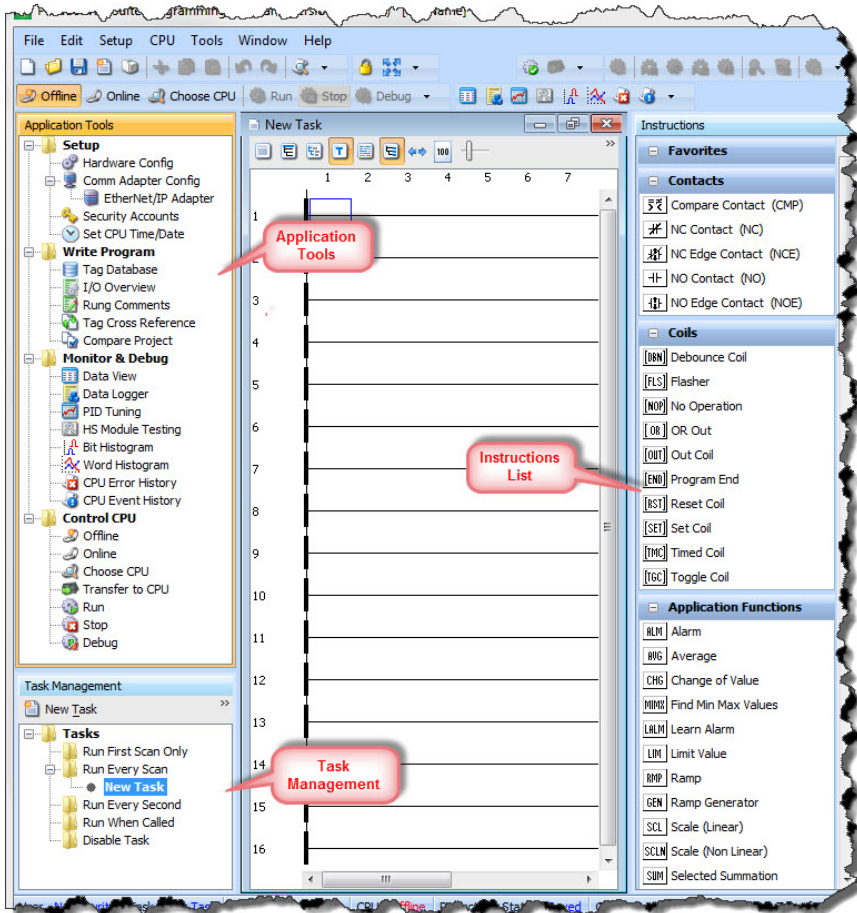 File Edit Setup CPU Tools Window Help
Offline Online Choose CPU Run Stop Debug
Application Tools
Setup
Hardware Config
Comm Adapter Config
EtherNet/IP Adapter
Security Accounts
Set CPU Time/Date
Write Program
Tag Database
I/O Overview
Rung Comments
Tag Cross Reference
Compare Project
Monitor & Debug
Data View
Data Logger
PID Tuning
HS Module Testing
Bit Histogram
Word Histogram
CPU Error History
CPU Event History
Control CPU
Offline
Online
Choose CPU
Transfer to CPU
Run
Stop
Debug
Task Management
New Task
Tasks
Run First Scan Only
Run Every Scan
New Task
Run Every Second
Run When Called
Disable Task
New Task
T 100
1 2 3 4 5 6 7
1
2
3
4
5
6
7
8
9
10
11
12
13
14
15
16
Application
Tools
Instructions
List
Task
Management
Instructions
Favorites
Contacts
Compare Contact (CMP)
NC Contact (NC)
NC Edge Contact (NCE)
NO Contact (NO)
NO Edge Contact (NOE)
Coils
[DBN] Debounce Coil
[FLS] Flasher
[NOP] No Operation
[OR] OR Out
[OUT] Out Coil
[END] Program End
[RST] Reset Coil
[SET] Set Coil
[TMC] Timed Coil
[TGC] Toggle Coil
Application Functions
ALM Alarm
AVG Average
CHG Change of Value
MIMX Find Min Max Values
LALM Learn Alarm
LIM Limit Value
RMP Ramp
GEN Ramp Generator
SCL Scale (Linear)
SCLN Scale (Non Linear)
SUM Selected Summation